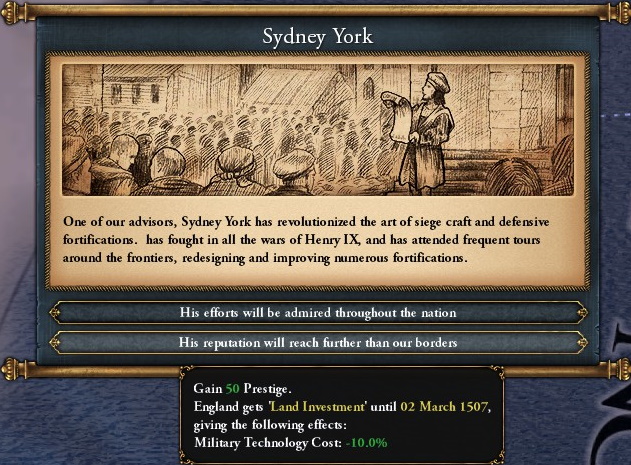 Sydney York
One of our advisors, Sydney York has revolutionized the art of siege craft and defensive
fortifications.  has fought in all the wars of Henry IX, and has attended frequent tours
around the frontiers, redesigning and improving numerous fortifications.
His efforts will be admired throughout the nation
His reputation will reach further than our borders
Gain 50 Prestige.
England gets 'Land Investment' until 02 March 1507,
giving the following effects:
Military Technology Cost: -10.0%